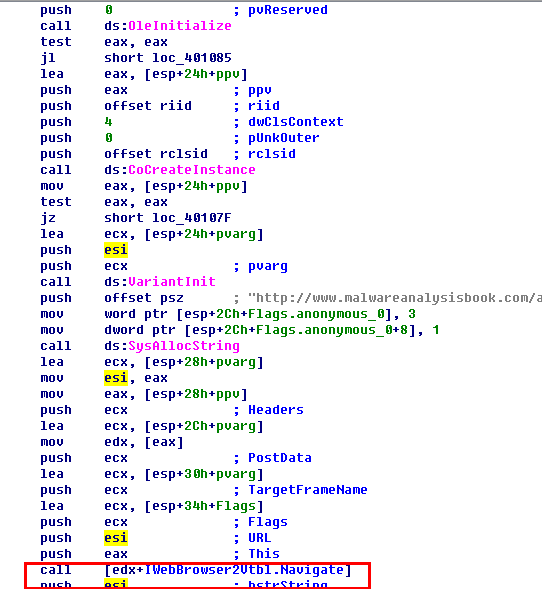 push 0 ; pvReserved
call ds:OleInitialize
test eax, eax
jl short loc_401085
lea eax, [esp+24h+ppv]
push eax ; ppv
push offset riid ; riid
push 4 ; dwClsContext
push 0 ; pUnkOuter
push offset rclsid ; rclsid
call ds:CoCreateInstance
mov eax, [esp+24h+ppv]
test eax, eax
jz short loc_40107F
lea ecx, [esp+24h+pvarg]
push esi
push ecx ; pvarg
call ds:VariantInit
push offset psz ; "http://www.malwareanalysisbook.com/a
mov word ptr [esp+2Ch+Flags.anonymous_0], 3
mov dword ptr [esp+2Ch+Flags.anonymous_0+8], 1
call ds:SysAllocString
lea ecx, [esp+28h+pvarg]
mov esi, eax
mov eax, [esp+28h+ppv]
push ecx ; Headers
lea ecx, [esp+2Ch+pvarg]
mov edx, [eax]
push ecx ; PostData
lea ecx, [esp+30h+pvarg]
push ecx ; TargetFrameName
lea ecx, [esp+34h+Flags]
push ecx ; Flags
push esi ; URL
push eax ; This
call [edx+IWebBrowser2Vtbl.Navigate]
push esi ; bstrString